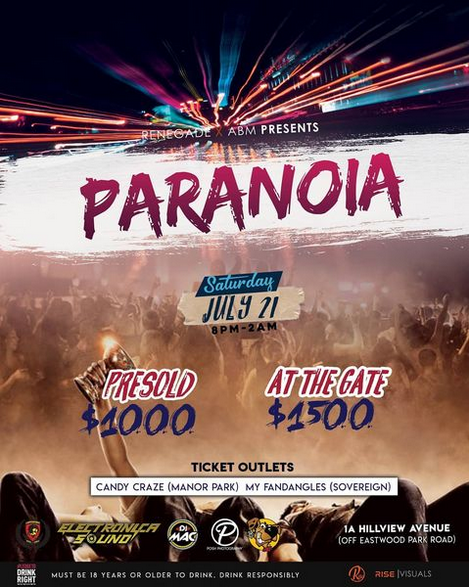 RENEGADE X ABM PRESENTS
PARANOIA
Saturday
JULY 21
8PM-2AM
PRESOLD
$1000
AT THE GATE
$1500
TICKET OUTLETS
CANDY CRAZE (MANOR PARK) MY FANDANGLES (SOVEREIGN)
ELECTRONICA
SOUND
DJ
MAC
P
POSH PHOTOGRAPHY
1A HILLVIEW AVENUE
(OFF EASTWOOD PARK ROAD)
DRINK
RIGHT
MUST BE 18 YEARS OR OLDER TO DRINK, DRINK RESPONSIBLY
RISE | VISUALS